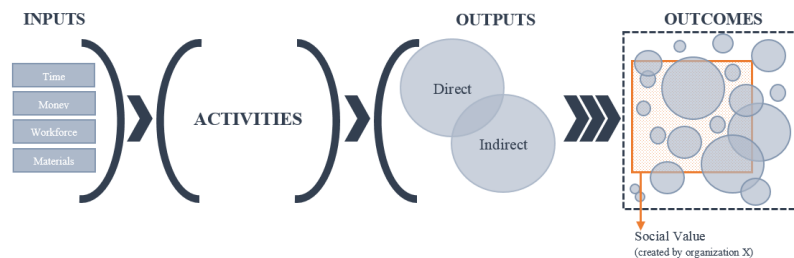 INPUTS
Time
Money
Workforce
Materials
ACTIVITIES
OUTPUTS
Direct
Indirect
OUTCOMES
Social Value
(created by organization X)